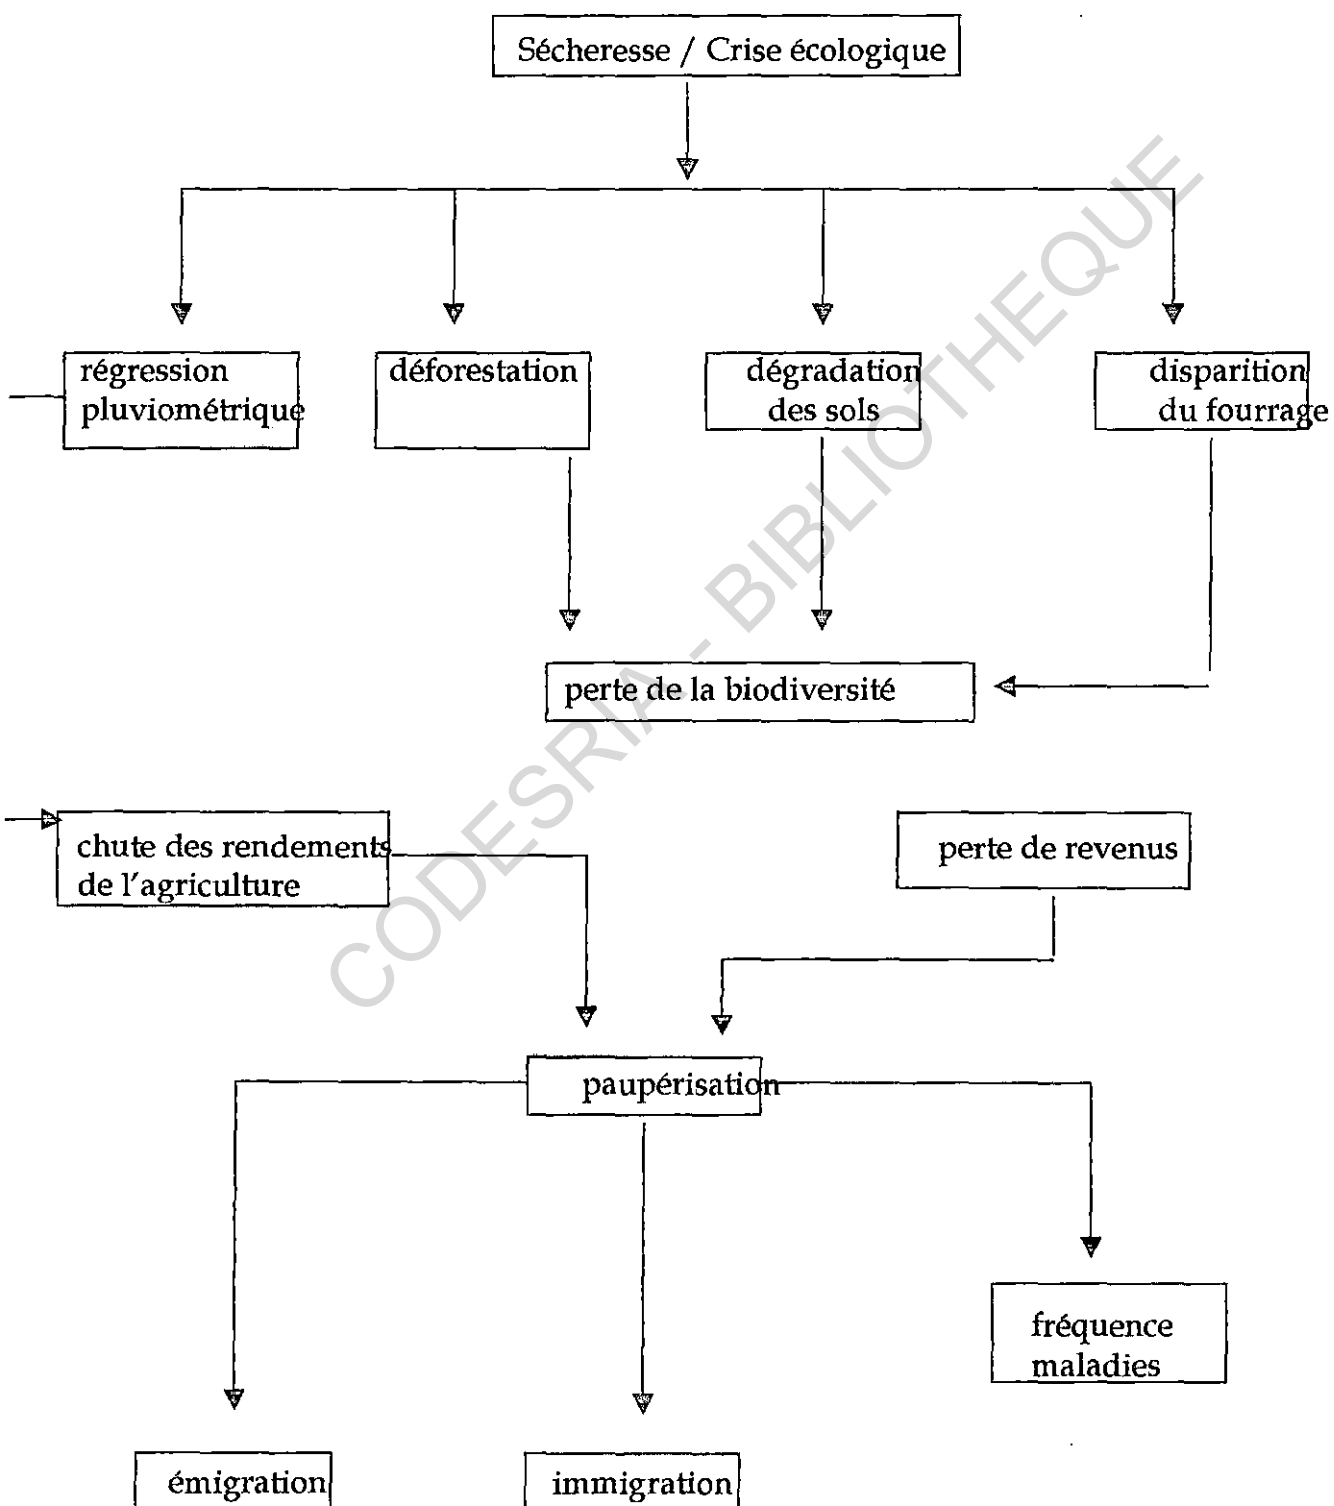 Sécheresse / Crise écologique
régression
pluviométrique
déforestation
dégradation
des sols
disparition
du fourrage
perte de la biodiversité
chute des rendements
de l'agriculture
perte de revenus
paupérisation
fréquence
maladies
émigration
immigration
CODESRIA - BIBLIOTHEQUE